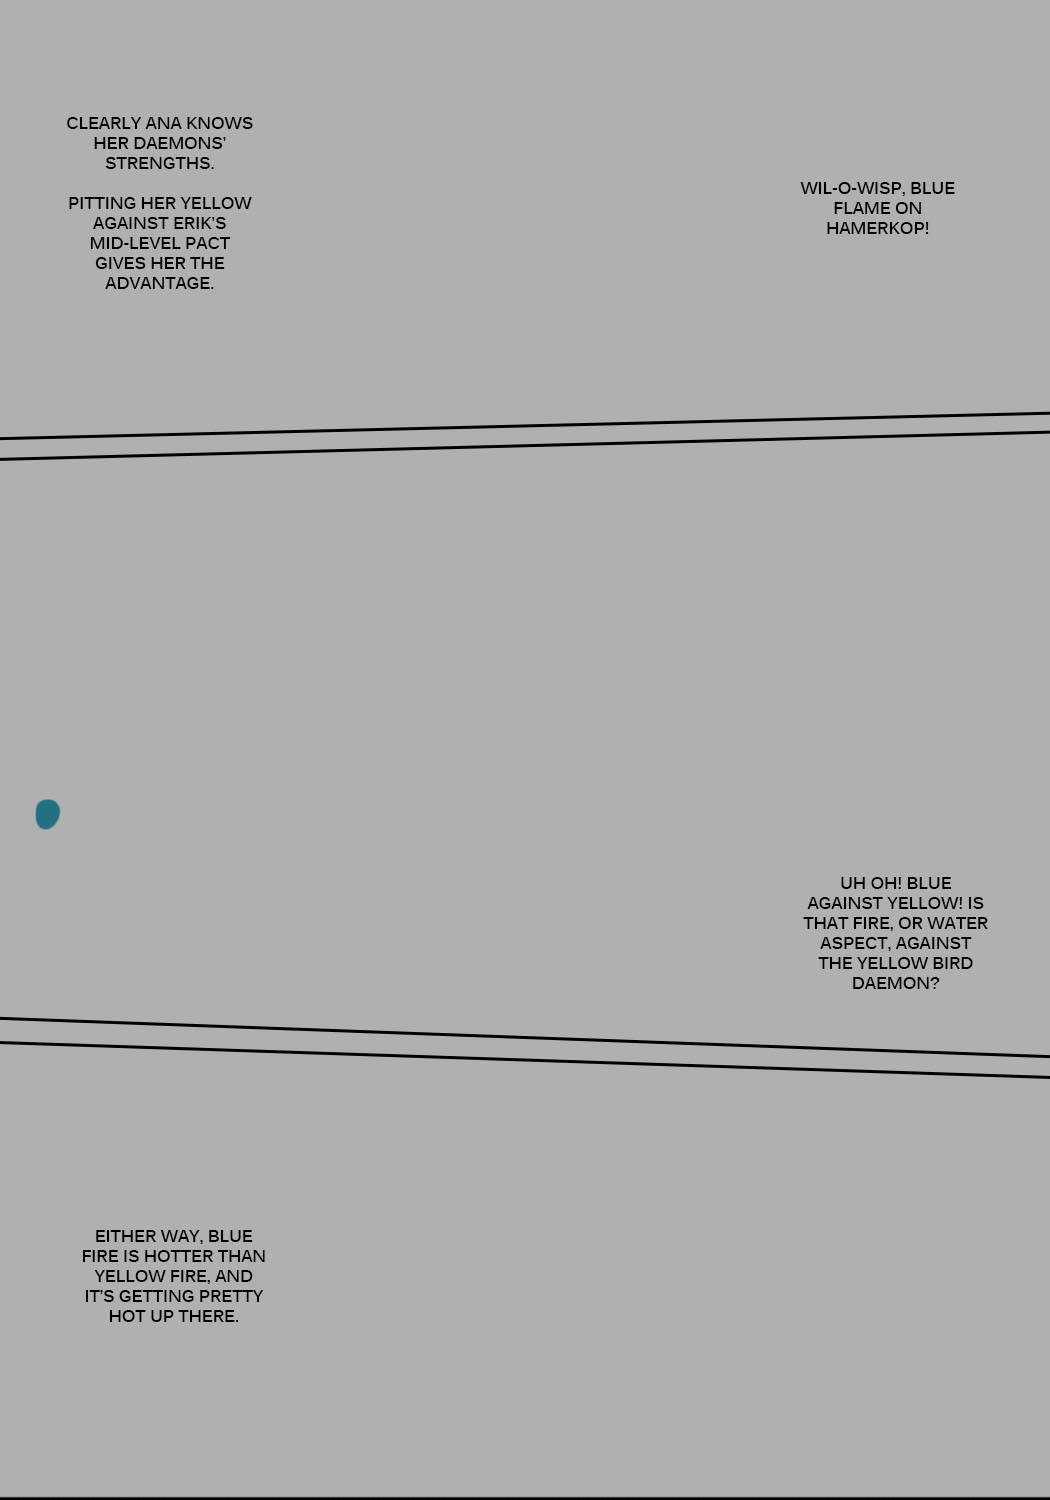 CLEARLY ANA KNOWS
HER DAEMONS'
STRENGTHS.
PITTING HER YELLOW
AGAINST ERIK'S
MID-LEVEL PACT
GIVES HER THE
ADVANTAGE.
WIL-O-WISP, BLUE
FLAME ON
HAMERKOP!
UH OH! BLUE
AGAINST YELLOW! IS
THAT FIRE, OR WATER
ASPECT, AGAINST
THE YELLOW BIRD
DAEMON?
EITHER WAY, BLUE
FIRE IS HOTTER THAN
YELLOW FIRE, AND
IT'S GETTING PRETTY
HOT UP THERE.